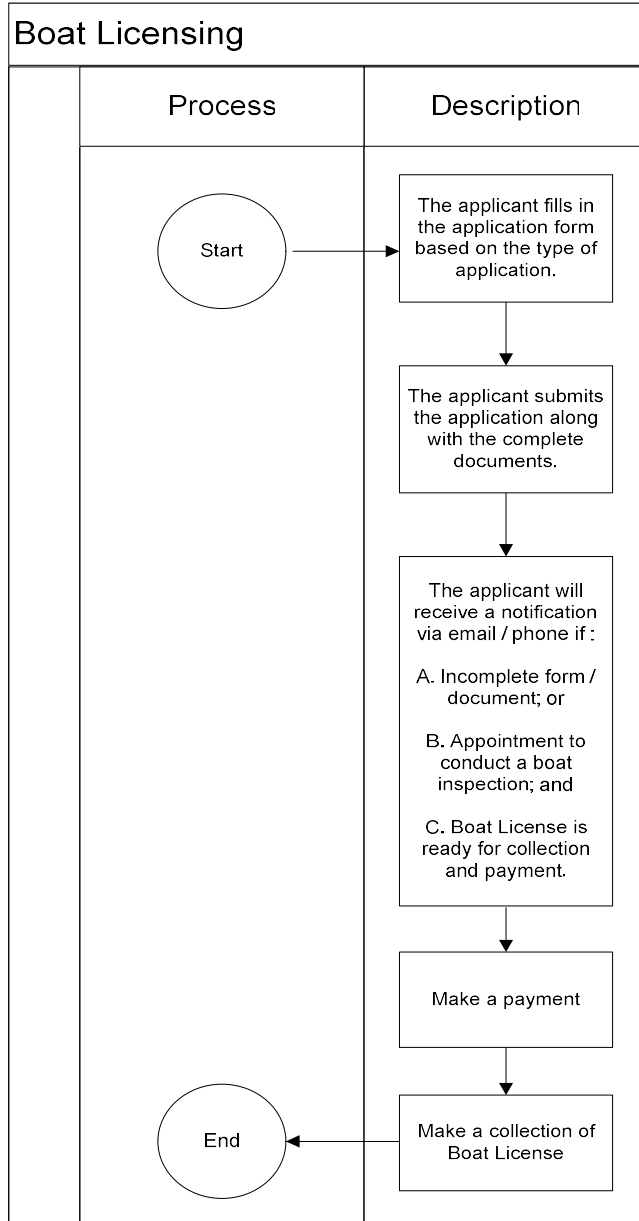 Boat Licensing
Process
Description
Start
The applicant fills in
the application form
based on the type of
application.
The applicant submits
the application along
with the complete
documents.
The applicant will
receive a notification
via email / phone if :
A. Incomplete form /
document; or
B. Appointment to
conduct a boat
inspection; and
C. Boat License is
ready for collection
and payment.
Make a payment
End
Make a collection of
Boat License